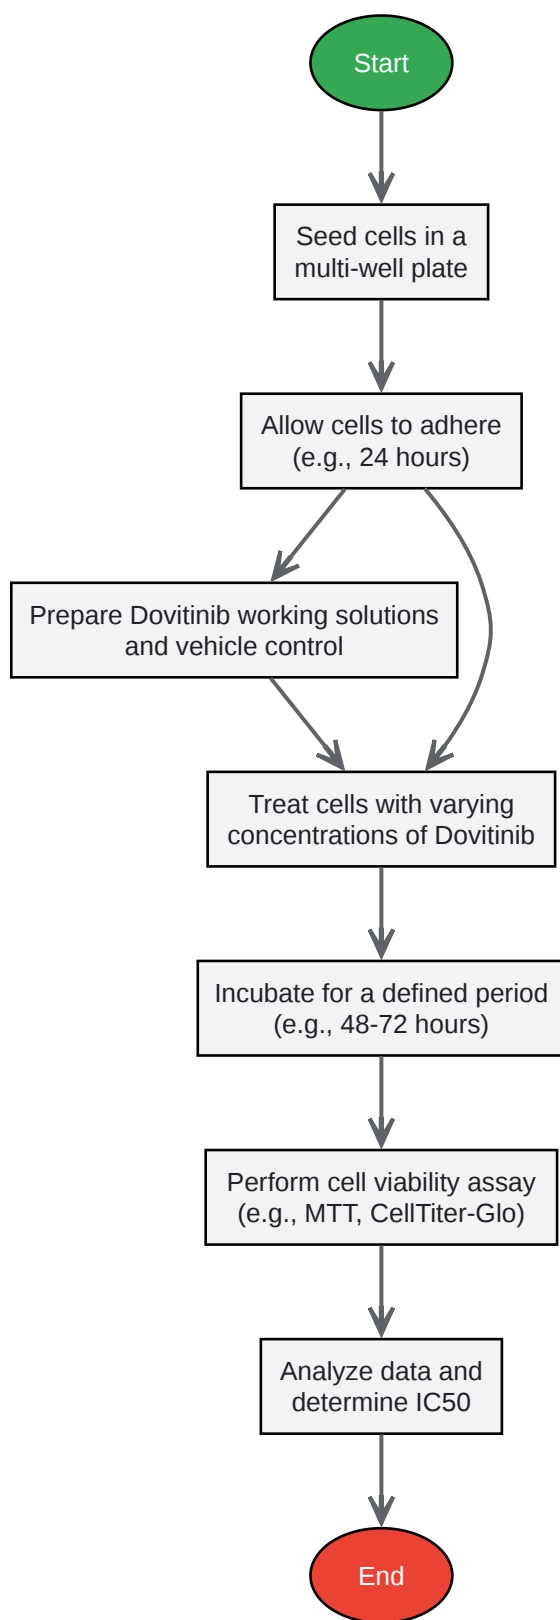 Start
Seed cells in a
multi-well plate
Allow cells to adhere
(e.g., 24 hours)
Prepare Dovitinib working solutions
and vehicle control
Treat cells with varying
concentrations of Dovitinib
Incubate for a defined period
(e.g., 48-72 hours)
Perform cell viability assay
(e.g., MTT, CellTiter-Glo)
Analyze data and
determine IC50
End